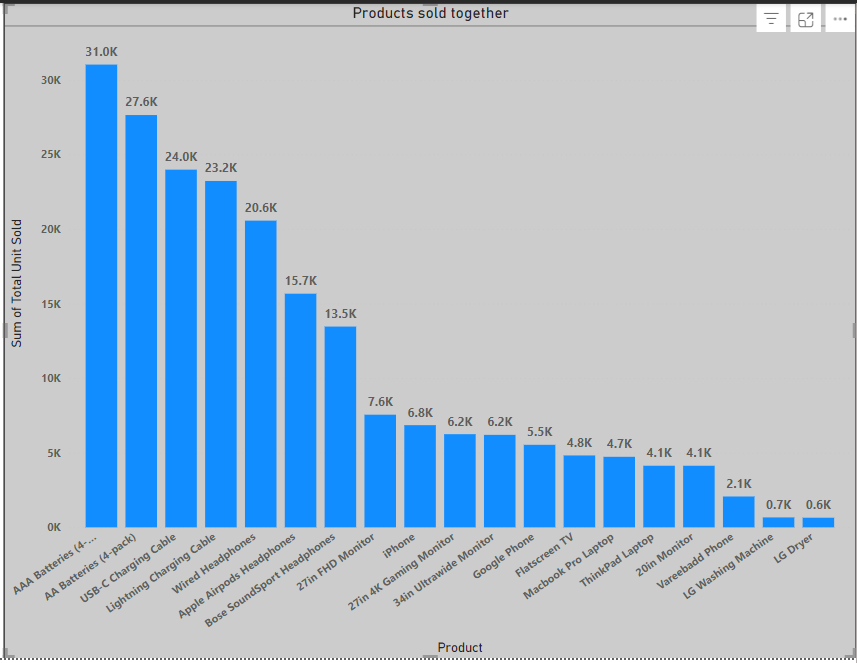 Products sold together
Sum of Total Unit Sold
30K
25K
20K
15K
10K
5K
0K
31.0K
27.6K
24.0K
23.2K
20.6K
15.7K
13.5K
7.6K
6.8K
6.2K
6.2K
5.5K
4.8K
4.7K
4.1K
4.1K
2.1K
0.7K
0.6K
AAA Batteries (4-...
AA Batteries (4-pack)
USB-C Charging Cable
Lightning Charging Cable
Wired Headphones
Apple Airpods Headphones
Bose SoundSport Headphones
27in FHD Monitor
iPhone
27in 4K Gaming Monitor
34in Ultrawide Monitor
Google Phone
Flatscreen TV
Macbook Pro Laptop
ThinkPad Laptop
20in Monitor
Vareebadd Phone
LG Washing Machine
LG Dryer
Product